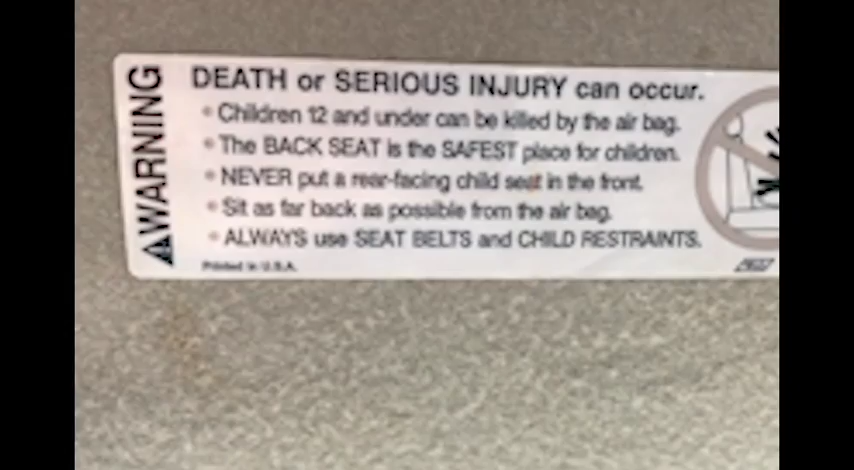 WARNING
DEATH or SERIOUS INJURY can occur.
• Children 12 and under can be killed by the air bag.
• The BACK SEAT is the SAFEST place for children.
• NEVER put a rear-facing child seat in the front.
• Sit as far back as possible from the air bag.
• ALWAYS use SEAT BELTS and CHILD RESTRAINTS.
Printed in U.S.A.